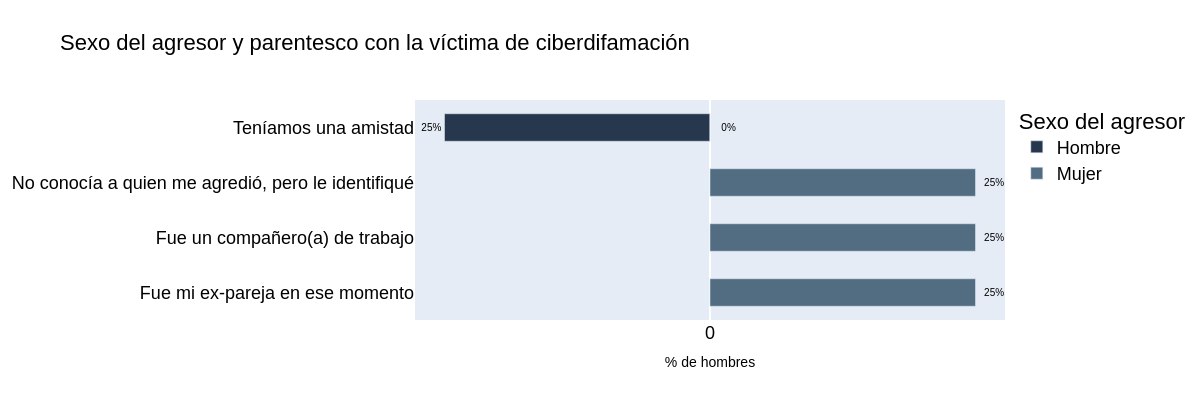 Sexo del agresor y parentesco con la víctima de ciberdifamación
Teníamos una amistad
25%
0%
No conocía a quien me agredió, pero le identifiqué
25%
Fue un compañero(a) de trabajo
25%
Fue mi ex-pareja en ese momento
25%
0
% de hombres
Sexo del agresor
Hombre
Mujer